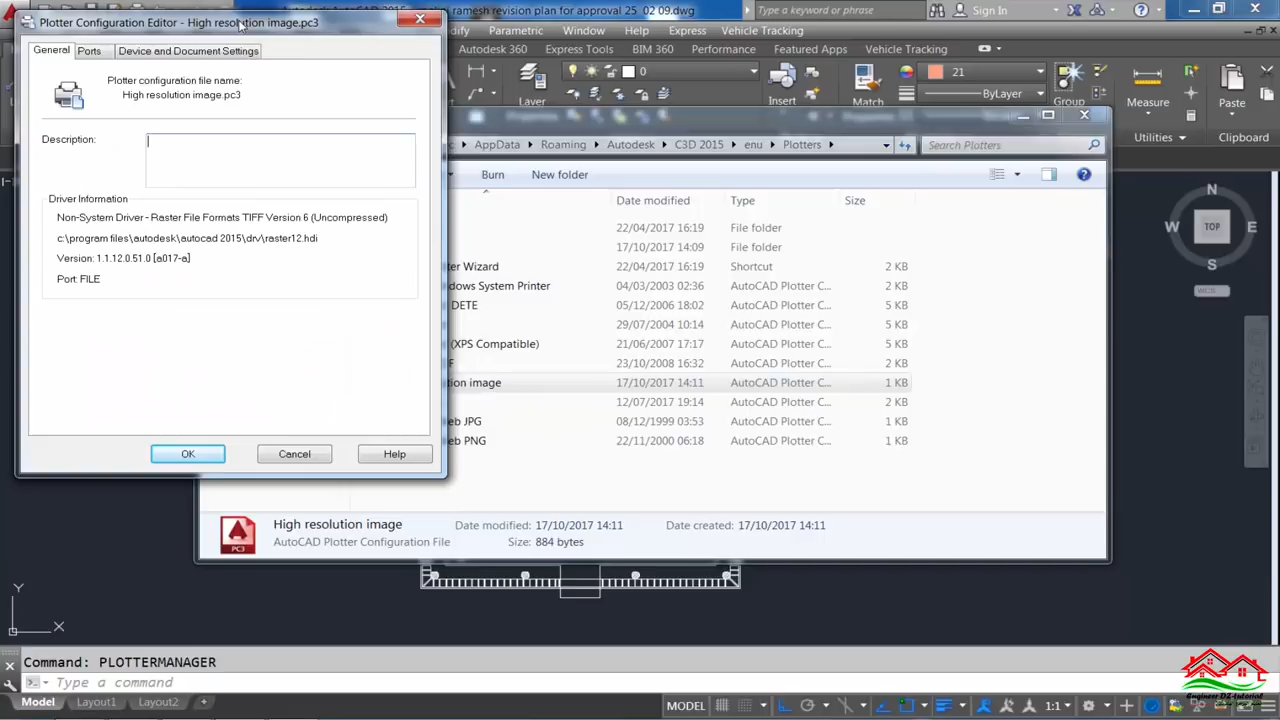 Plotter Configuration Editor - High resolution image.pc3
ramesh revision plan for approval 25_02 09.dwg
Type a keyword or phrase
Sign In
Parametric Window Help Express Vehicle Tracking
Autodesk 360 Express Tools BIM 360 Performance Featured Apps Vehicle Tracking
General Ports Device and Document Settings
0
21
ByLayer
Layer
Insert
Match
Group
Measure
Paste
Utilities
Clipboard
Plotter configuration file name:
High resolution image.pc3
Description:
AppData Roaming Autodesk C3D 2015 enu Plotters
Search Plotters
Burn New folder
Date modified Type Size
Driver Information
Non-System Driver - Raster File Formats TIFF Version 6 (Uncompressed)
c:\program files\autodesk\autocad 2015\drv\raster12.hdi
Version: 1.1.12.0.51.0 [a017-a]
Port: FILE
22/04/2017 16:19 File folder
17/10/2017 14:09 File folder
ter Wizard 22/04/2017 16:19 Shortcut 2 KB
dows System Printer 04/03/2003 02:36 AutoCAD Plotter C... 2 KB
DETE 05/12/2006 18:02 AutoCAD Plotter C... 5 KB
29/07/2004 10:14 AutoCAD Plotter C... 5 KB
(XPS Compatible) 21/06/2007 17:17 AutoCAD Plotter C... 5 KB
F 23/10/2008 16:32 AutoCAD Plotter C... 2 KB
tion image 17/10/2017 14:11 AutoCAD Plotter C... 1 KB
12/07/2017 19:14 AutoCAD Plotter C... 2 KB
eb JPG 08/12/1999 03:53 AutoCAD Plotter C... 1 KB
eb PNG 22/11/2000 06:18 AutoCAD Plotter C... 1 KB
N
W TOP E
S
WCS
OK Cancel Help
High resolution image Date modified: 17/10/2017 14:11 Date created: 17/10/2017 14:11
AutoCAD Plotter Configuration File Size: 884 bytes
PC3
Y
X
Command: PLOTTERMANAGER
Type a command
Model Layout1 Layout2 +
MODEL
1:1
Engineer DZ-tutorial